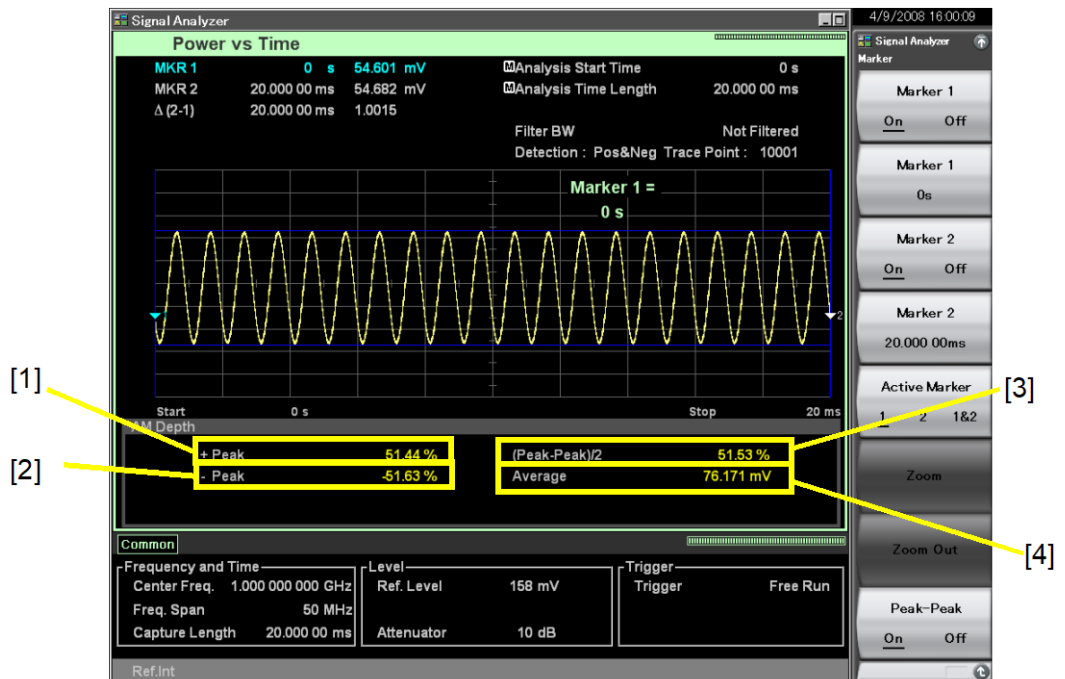 Signal Analyzer
4/9/2008 16:00:09
Power vs Time
MKR 1 0 s 54.601 mV
MKR 2 20.000 00 ms 54.682 mV
Δ (2-1) 20.000 00 ms 1.0015
M Analysis Start Time 0 s
M Analysis Time Length 20.000 00 ms
Filter BW Not Filtered
Detection : Pos&Neg Trace Point : 10001
Marker 1 =
0 s
2
Start 0 s Stop 20 ms
AM Depth
+ Peak 51.44 %
- Peak -51.63 %
(Peak-Peak)/2 51.53 %
Average 76.171 mV
[1]
[2]
[3]
[4]
Common
Frequency and Time
Center Freq. 1.000 000 000 GHz
Freq. Span 50 MHz
Capture Length 20.000 00 ms
Level
Ref. Level 158 mV
Attenuator 10 dB
Trigger
Trigger Free Run
Ref.Int
Signal Analyzer
Marker
Marker 1
On Off
Marker 1
0s
Marker 2
On Off
Marker 2
20.000 00ms
Active Marker
1 2 1&2
Zoom
Zoom Out
Peak-Peak
On Off